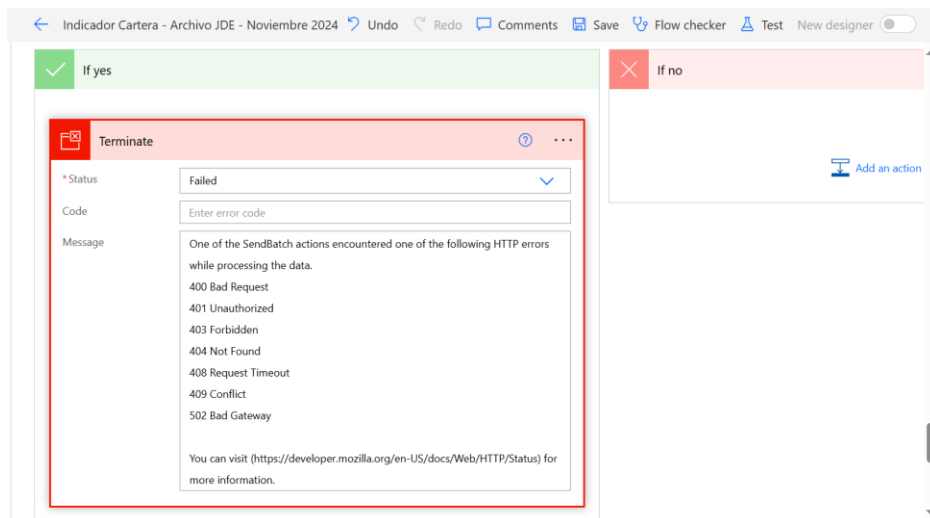 Indicador Cartera - Archivo JDE - Noviembre 2024 Undo Redo Comments Save Flow checker Test New designer
If yes
If no
Terminate
Add an action
* Status Failed
Code Enter error code
Message One of the SendBatch actions encountered one of the following HTTP errors
while processing the data.
400 Bad Request
401 Unauthorized
403 Forbidden
404 Not Found
408 Request Timeout
409 Conflict
502 Bad Gateway
You can visit (https://developer.mozilla.org/en-US/docs/Web/HTTP/Status) for
more information.